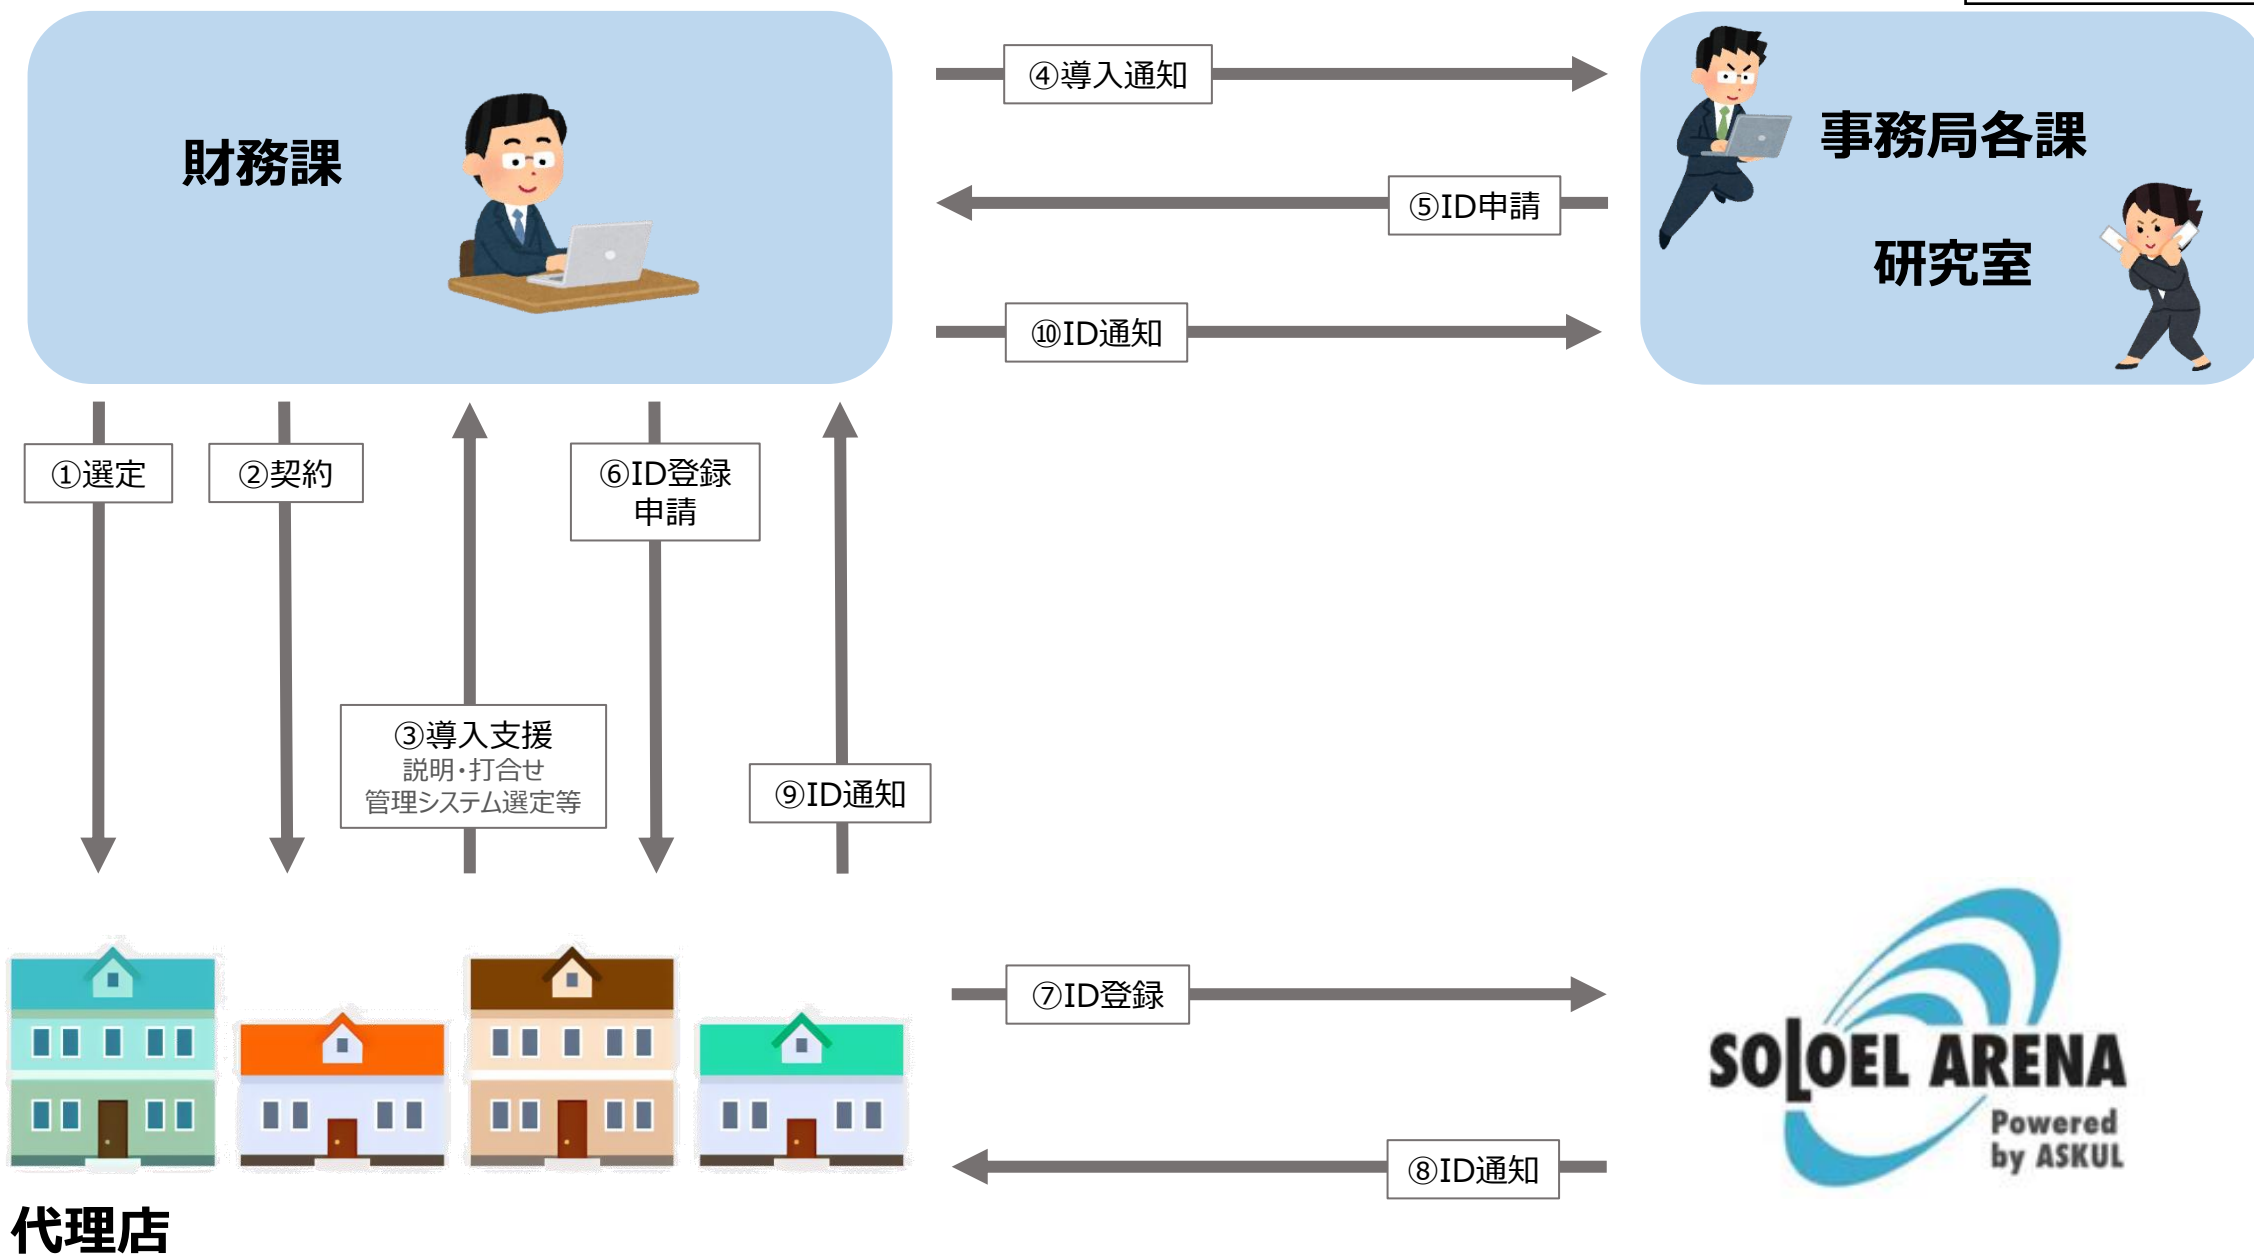 ④導入通知
財務課
事務局各課
⑤ID申請
研究室
⑩ID通知
①選定
②契約
⑥ID登録
申請
③導入支援
説明・打合せ
管理システム選定等
⑨ID通知
⑦ID登録
SOLOEL ARENA
Powered
by ASKUL
⑧ID通知
代理店